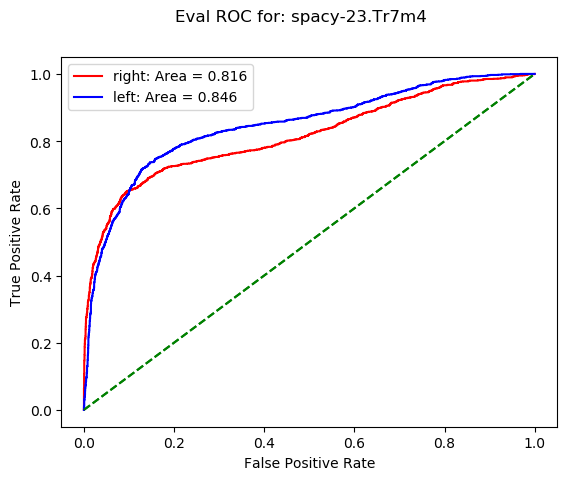 Eval ROC for: spacy-23.Tr7m4
right: Area = 0.816
left: Area = 0.846
1.0
0.8
0.6
0.4
0.2
0.0
True Positive Rate
0.0 0.2 0.4 0.6 0.8 1.0
False Positive Rate